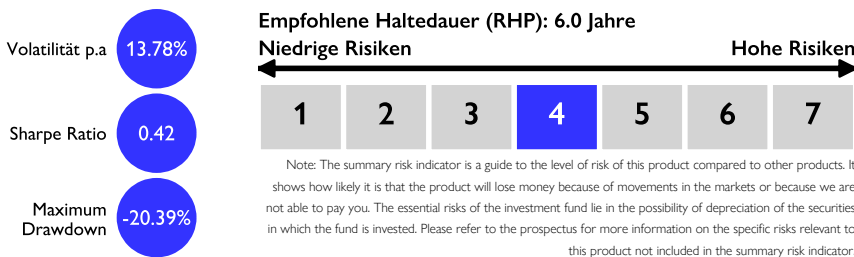 Volatilität p.a
13.78%
Sharpe Ratio
0.42
Maximum
Drawdown
-20.39%
Empfohlene Haltedauer (RHP): 6.0 Jahre
Niedrige Risiken Hohe Risiken
1 2 3 4 5 6 7
Note: The summary risk indicator is a guide to the level of risk of this product compared to other products. It
shows how likely it is that the product will lose money because of movements in the markets or because we are
not able to pay you. The essential risks of the investment fund lie in the possibility of depreciation of the securities
in which the fund is invested. Please refer to the prospectus for more information on the specific risks relevant to
this product not included in the summary risk indicator.